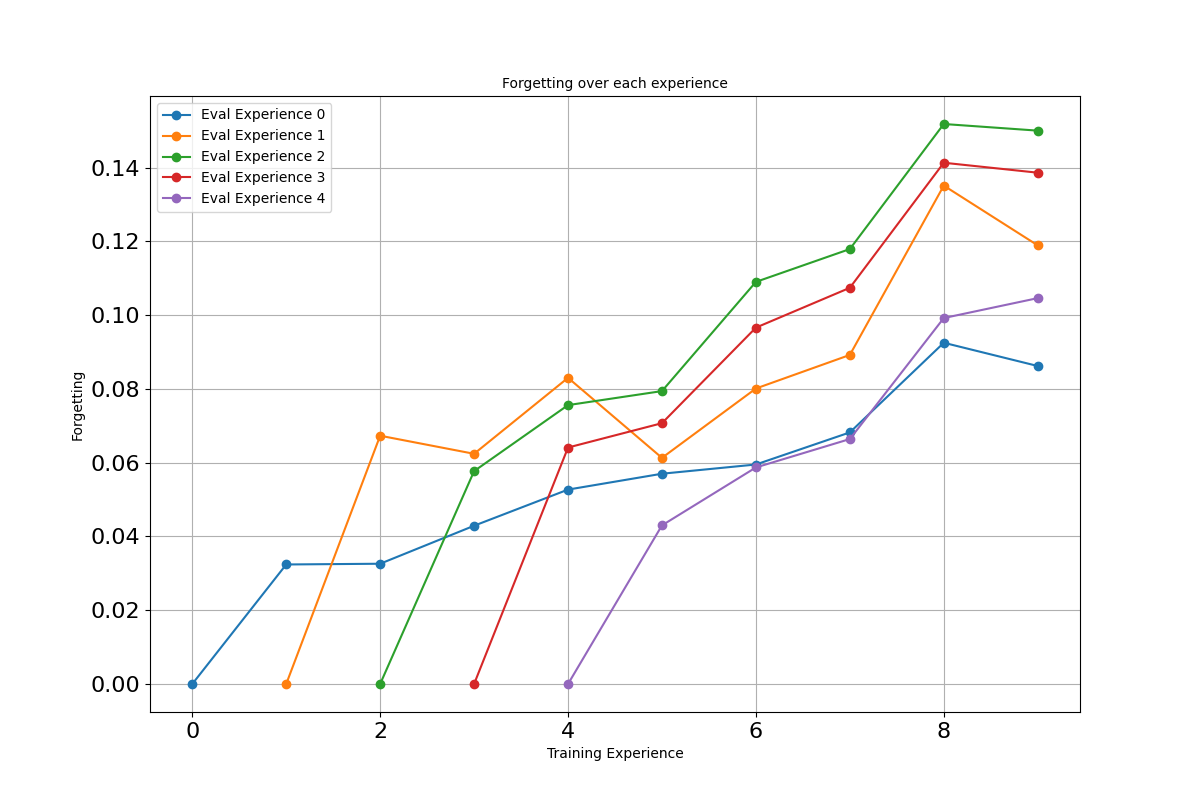 Forgetting over each experience
Eval Experience 0
Eval Experience 1
Eval Experience 2
Eval Experience 3
Eval Experience 4
0.14
0.12
0.10
0.08
0.06
0.04
0.02
0.00
Forgetting
0 2 4 6 8
Training Experience